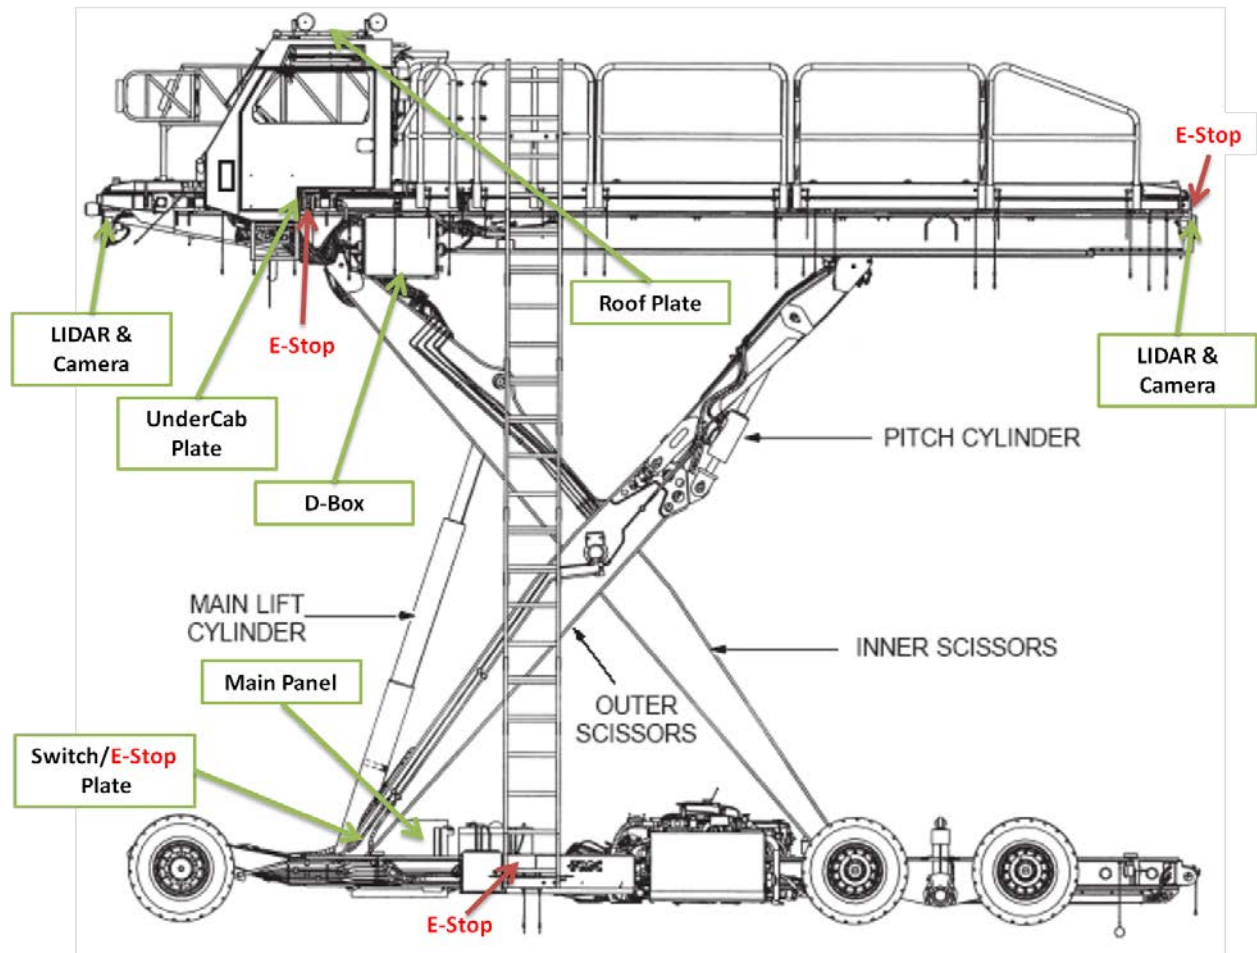 E-Stop
LIDAR &
Camera
E-Stop
Roof Plate
LIDAR &
Camera
UnderCab
Plate
PITCH CYLINDER
D-Box
MAIN LIFT
CYLINDER
INNER SCISSORS
Main Panel
OUTER
SCISSORS
Switch/E-Stop
Plate
E-Stop